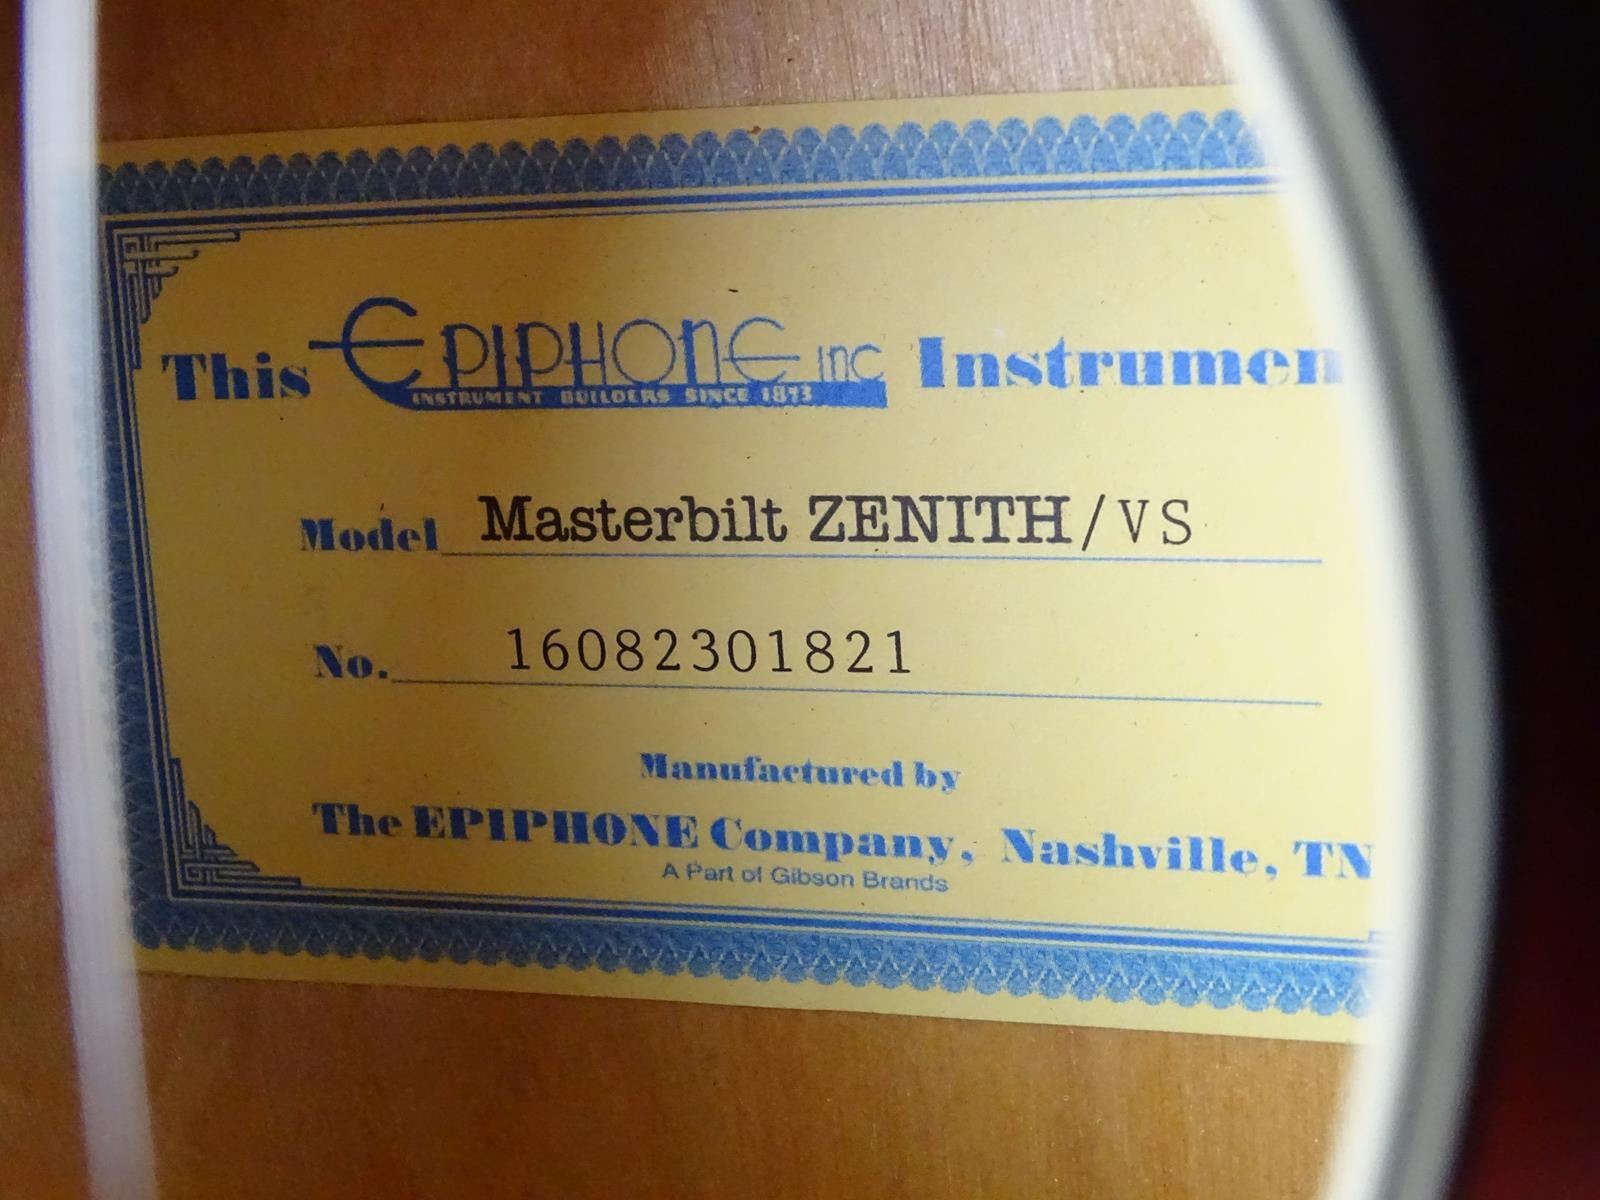 This EPIPHONE INC Instrumen
INSTRUMENT BUILDERS SINCE 1873
Model Masterbilt ZENITH/VS
No. 16082301821
Manufactured by
The EPIPHONE Company, Nashville, TN
A Part of Gibson Brands